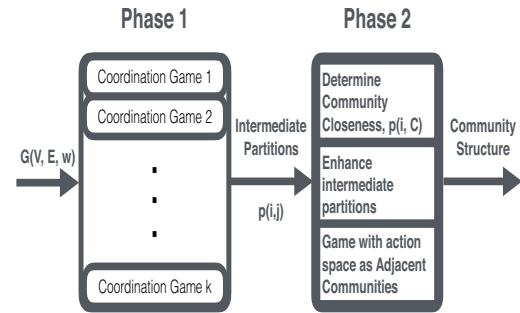 Phase 1
Phase 2
G(V, E, w)
Coordination Game 1
Coordination Game 2
.
.
.
Coordination Game k
Intermediate
Partitions
p(i,j)
Determine
Community
Closeness, p(i, C)
Enhance
intermediate
partitions
Game with action
space as Adjacent
Communities
Community
Structure